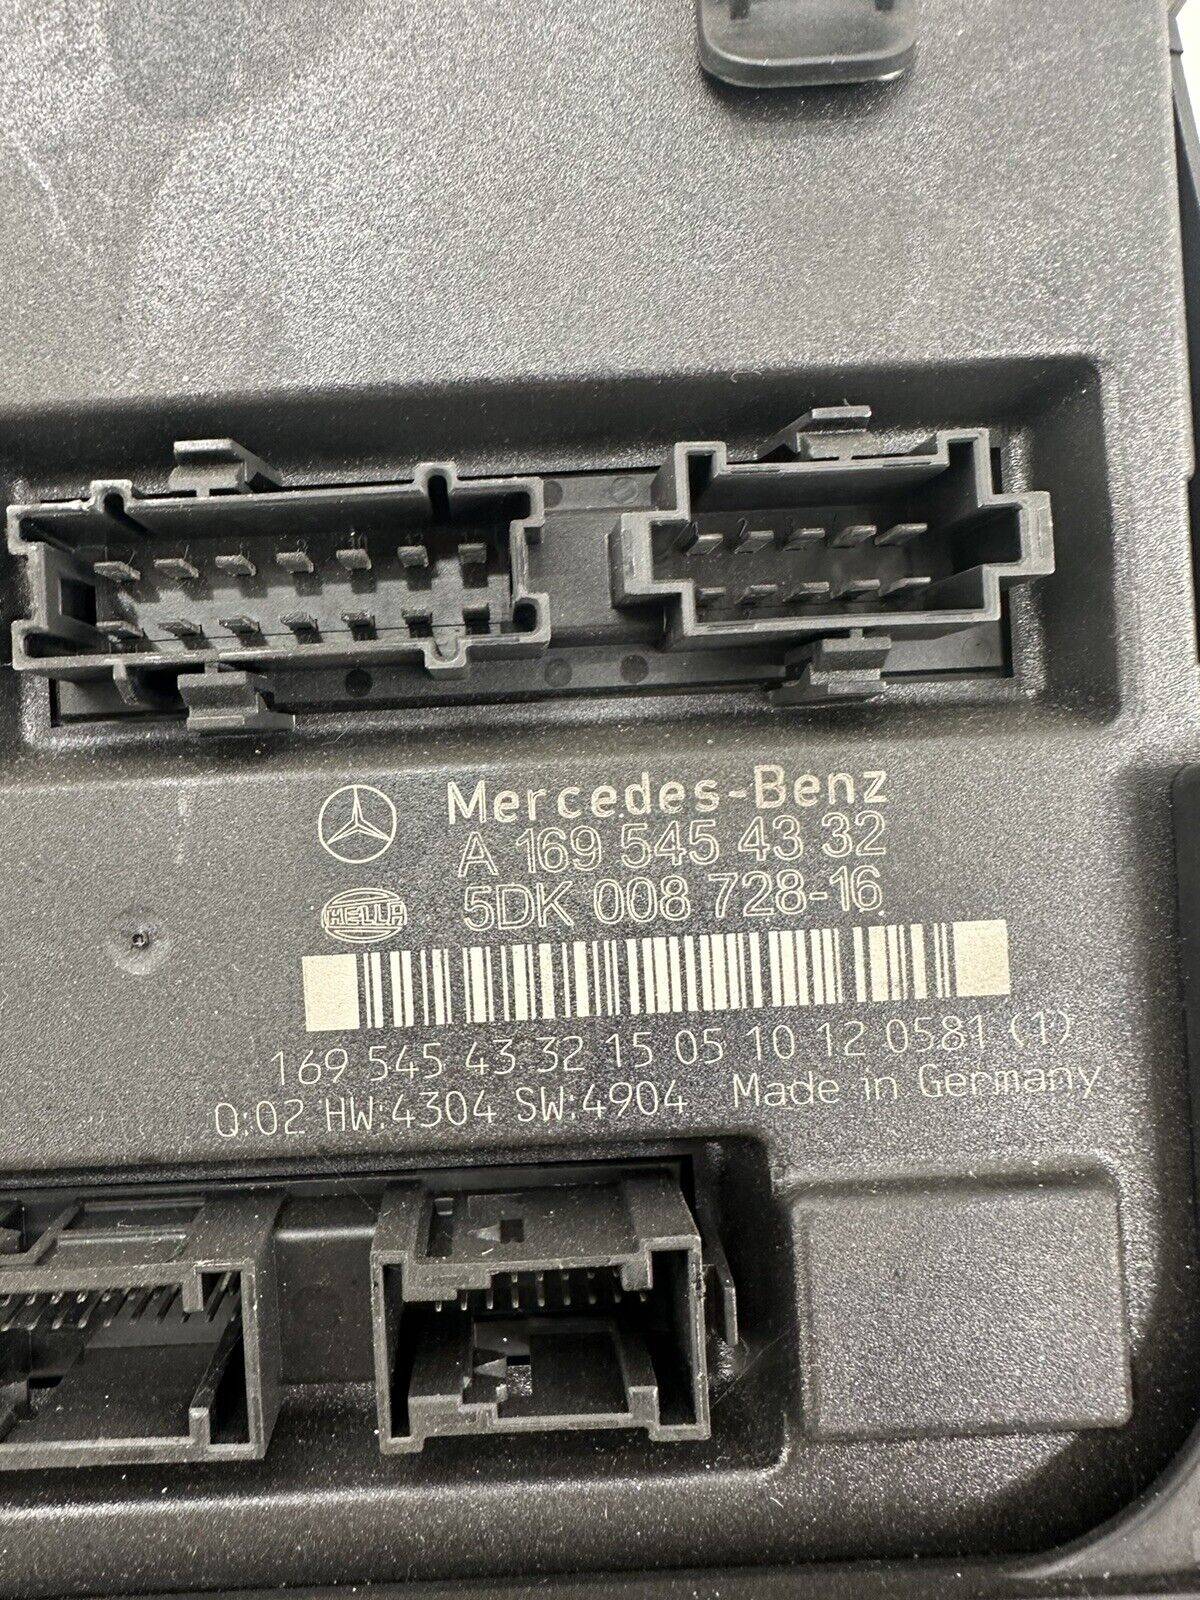 Mercedes-Benz
A 169 545 43 32
HELLA
5DK 008 728-16
169 545 43 32 15 05 10 12 0581 (1)
Q:02 HW:4304 SW:4904 Made in Germany